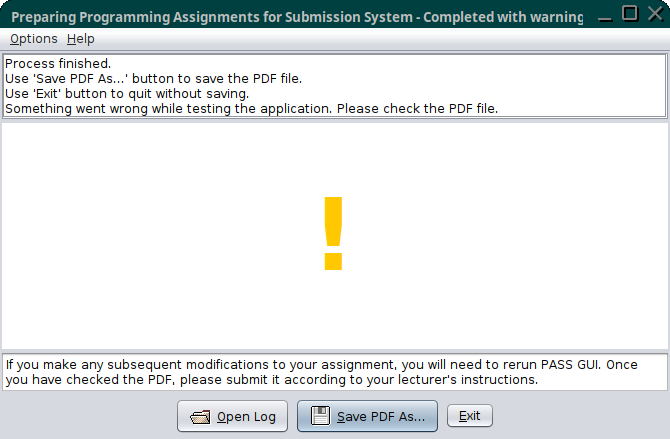 Preparing Programming Assignments for Submission System - Completed with warning
Options Help
Process finished.
Use 'Save PDF As...' button to save the PDF file.
Use 'Exit' button to quit without saving.
Something went wrong while testing the application. Please check the PDF file.
!
If you make any subsequent modifications to your assignment, you will need to rerun PASS GUI. Once
you have checked the PDF, please submit it according to your lecturer's instructions.
Open Log Save PDF As... Exit